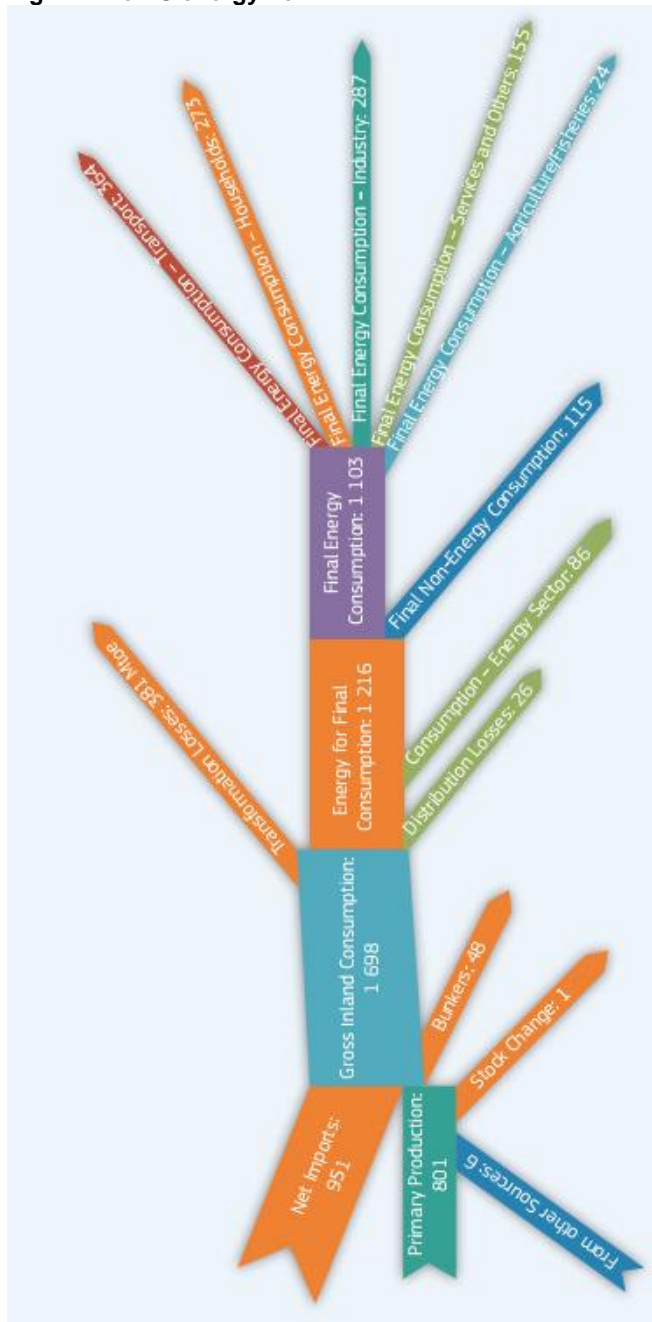 Final Energy Consumption – Transport: 364
Final Energy Consumption – Households: 273
Final Energy Consumption – Industry: 287
Final Energy Consumption – Services and Others: 155
Final Energy Consumption – Agriculture/Fisheries: 24
Final Energy
Consumption: 1 103
Final Non-Energy Consumption: 115
Transformation Losses: 381 Mtoe
Energy for Final
Consumption: 1 216
Consumption – Energy Sector: 86
Distribution Losses: 26
Gross Inland Consumption:
1 698
Bunkers: 48
Stock Change: 1
Net Imports:
951
Primary Production:
801
From other Sources: 6